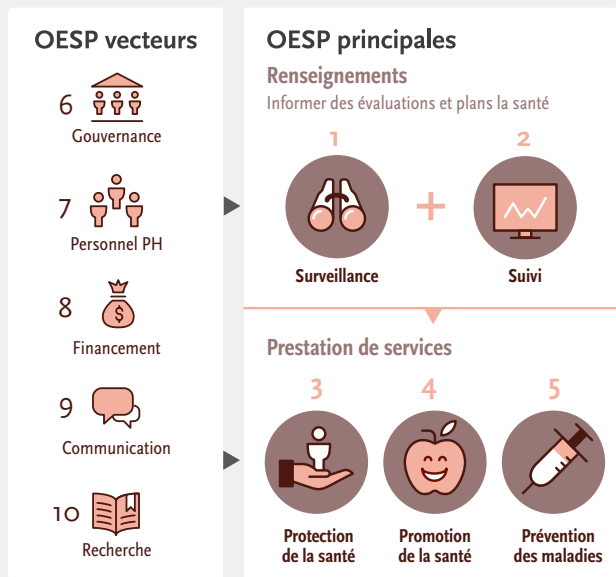 OESP vecteurs
6
Gouvernance
7
Personnel PH
8
$
Financement
9
Communication
10
Recherche
OESP principales
Renseignements
Informer des évaluations et plans la santé
1
+
2
Surveillance
Suivi
Prestation de services
3
4
5
Protection
de la santé
Promotion
de la santé
Prévention
des maladies